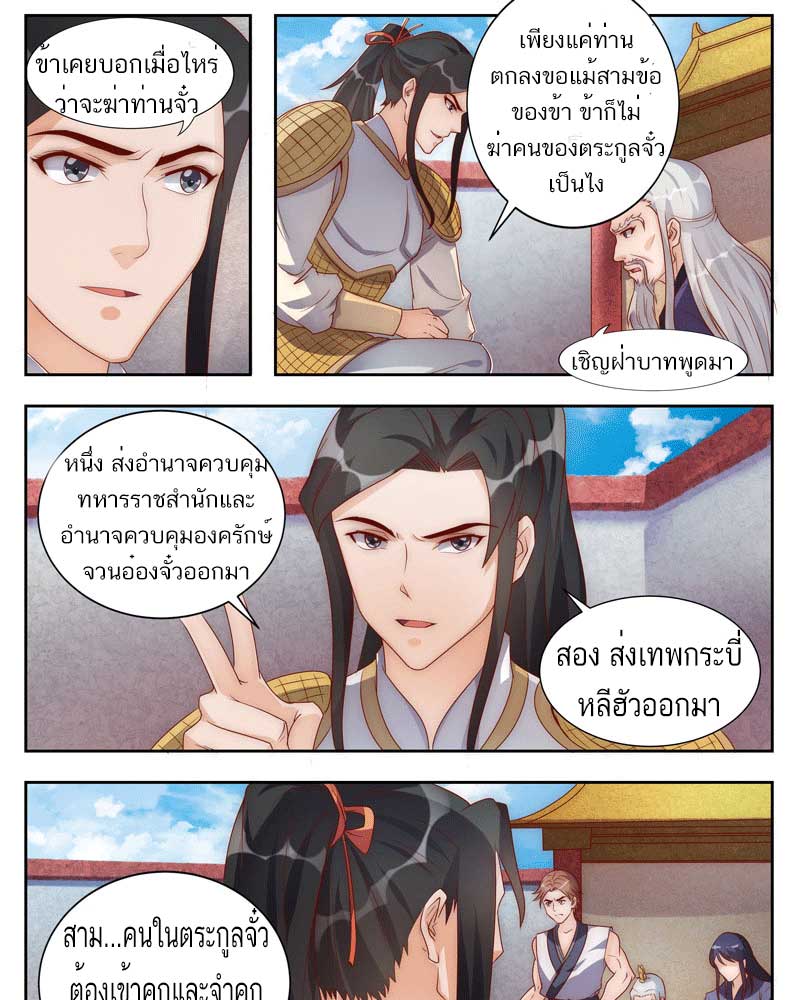 ข้าเคยบอกเมื่อไหร่
ว่าจะฆ่าท่านจั๋ว
เพียงแค่ท่าน
ตกลงขอแม้สามข้อ
ของข้า ข้าก็ไม่
ฆ่าคนของตระกูลจั๋ว
เป็นไง
เชิญฝ่าบาทพูดมา
หนึ่ง ส่งอำนาจควบคุม
ทหารราชสำนักและ
อำนาจควบคุมองครักษ์
จวนอ๋องจั๋วออกมา
สอง ส่งเทพกระบี่
หลีฮัวออกมา
สาม...คนในตระกูลจั๋ว
ต้องเข้าคุกและจำคุก